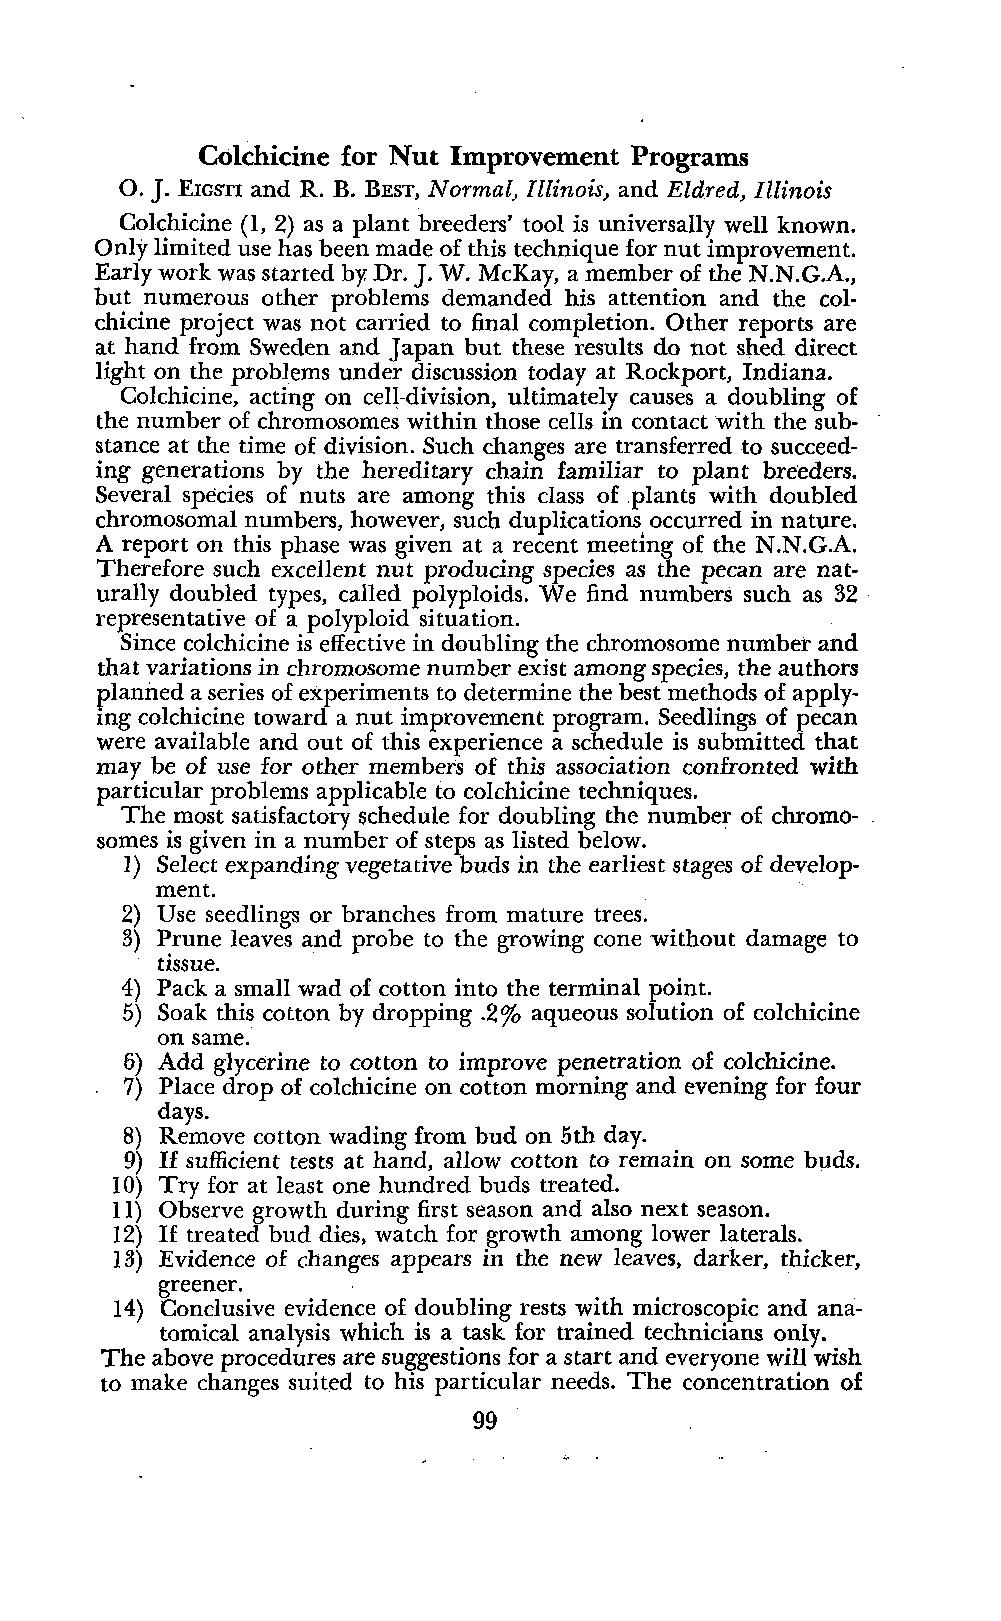 Colchicine for Nut Improvement Programs
O. J. EIGSTI and R. B. BEST, Normal, Illinois, and Eldred, Illinois
Colchicine (1, 2) as a plant breeders' tool is universally well known.
Only limited use has been made of this technique for nut improvement.
Early work was started by Dr. J. W. McKay, a member of the N.N.G.A.,
but numerous other problems demanded his attention and the col-
chicine project was not carried to final completion. Other reports are
at hand from Sweden and Japan but these results do not shed direct
light on the problems under discussion today at Rockport, Indiana.
Colchicine, acting on cell-division, ultimately causes a doubling of
the number of chromosomes within those cells in contact with the sub-
stance at the time of division. Such changes are transferred to succeed-
ing generations by the hereditary chain familiar to plant breeders.
Several species of nuts are among this class of plants with doubled
chromosomal numbers, however, such duplications occurred in nature.
A report on this phase was given at a recent meeting of the N.N.G.A.
Therefore such excellent nut producing species as the pecan are nat-
urally doubled types, called polyploids. We find numbers such as 32
representative of a polyploid situation.
Since colchicine is effective in doubling the chromosome number and
that variations in chromosome number exist among species, the authors
planned a series of experiments to determine the best methods of apply-
ing colchicine toward a nut improvement program. Seedlings of pecan
were available and out of this experience a schedule is submitted that
may be of use for other members of this association confronted with
particular problems applicable to colchicine techniques.
The most satisfactory schedule for doubling the number of chromo-
somes is given in a number of steps as listed below.
1) Select expanding vegetative buds in the earliest stages of develop-
ment.
2) Use seedlings or branches from mature trees.
3) Prune leaves and probe to the growing cone without damage to
tissue.
4) Pack a small wad of cotton into the terminal point.
5) Soak this cotton by dropping .2% aqueous solution of colchicine
on same.
6) Add glycerine to cotton to improve penetration of colchicine.
7) Place drop of colchicine on cotton morning and evening for four
days.
8) Remove cotton wading from bud on 5th day.
9) If sufficient tests at hand, allow cotton to remain on some buds.
10) Try for at least one hundred buds treated.
11) Observe growth during first season and also next season.
12) If treated bud dies, watch for growth among lower laterals.
13) Evidence of changes appears in the new leaves, darker, thicker,
greener.
14) Conclusive evidence of doubling rests with microscopic and ana-
tomical analysis which is a task for trained technicians only.
The above procedures are suggestions for a start and everyone will wish
to make changes suited to his particular needs. The concentration of
99